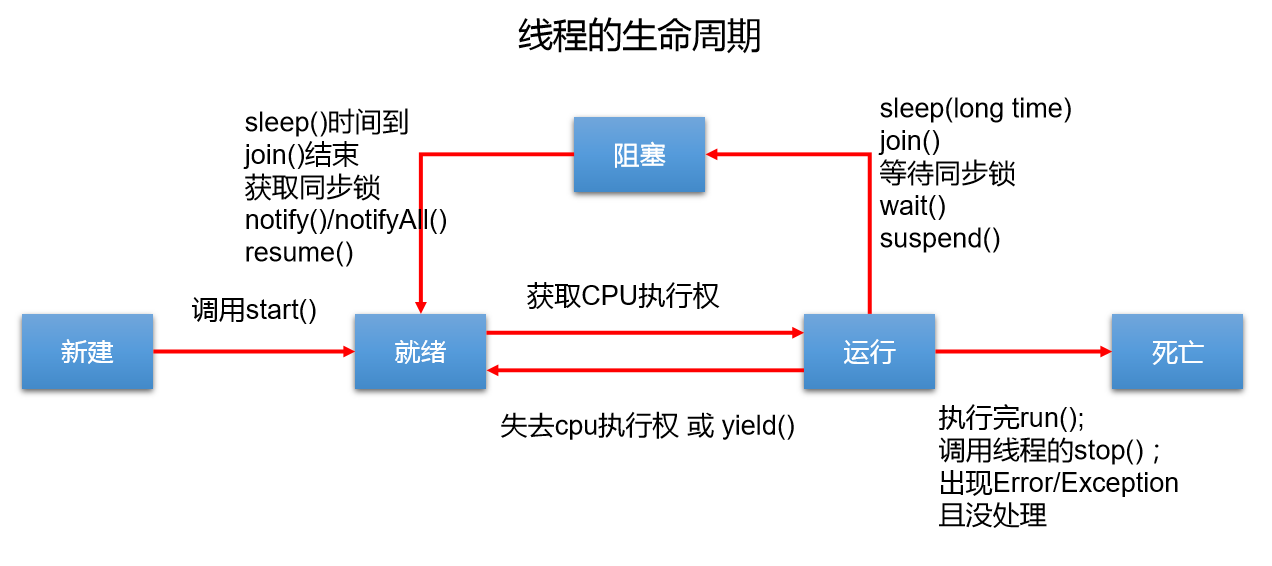 线程的生命周期
sleep()时间到
join()结束
获取同步锁
notify()/notifyAll()
resume()
阻塞
sleep(long time)
join()
等待同步锁
wait()
suspend()
调用start()
获取CPU执行权
新建
就绪
运行
死亡
失去cpu执行权 或 yield()
执行完run();
调用线程的stop() ;
出现Error/Exception
且没处理